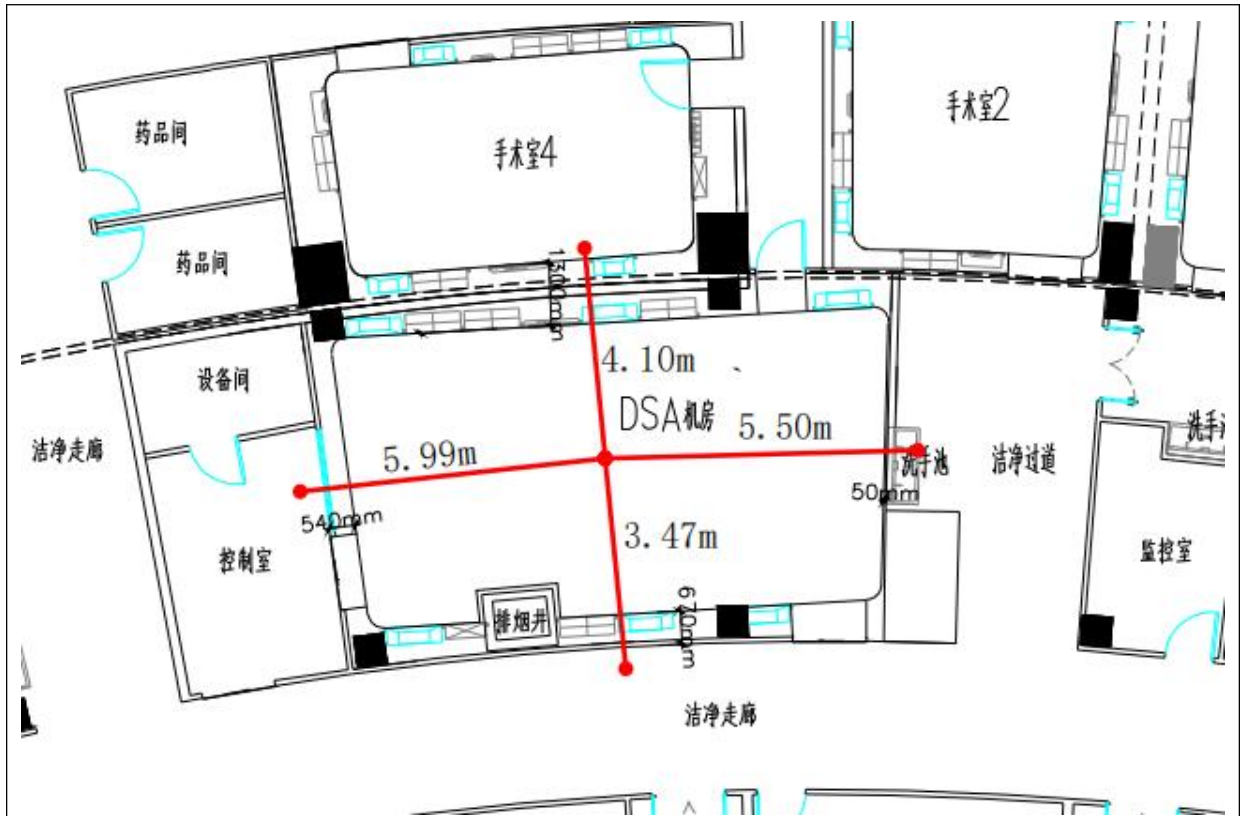 药品间
手术室4
手术室2
药品间
1300mm
设备间
4.10m
DSA机房
洁净走廊
5.99m
5.50m
洗手池
洁净过道
洗手池
540mm
50mm
控制室
3.47m
监控室
排烟井
670mm
洁净走廊